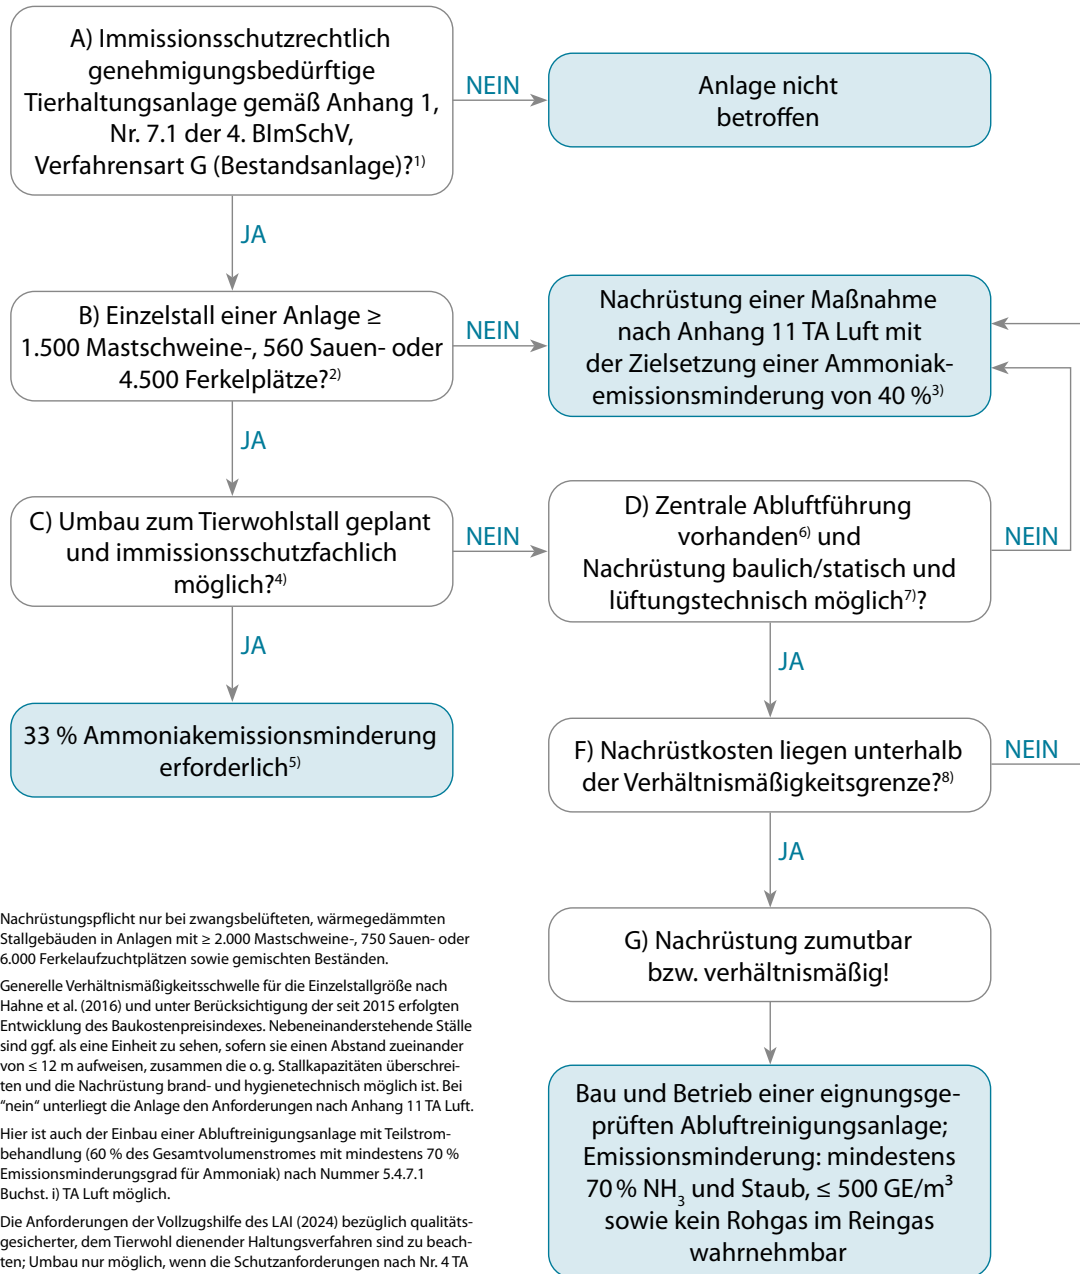 A) Immissionsschutzrechtlich
genehmigungsbedürftige
Tierhaltungsanlage gemäß Anhang 1,
Nr. 7.1 der 4. BImSchV,
Verfahrensart G (Bestandsanlage)?1)
NEIN
Anlage nicht
betroffen
JA
B) Einzelstall einer Anlage ≥
1.500 Mastschweine-, 560 Sauen- oder
4.500 Ferkelplätze?2)
NEIN
Nachrüstung einer Maßnahme
nach Anhang 11 TA Luft mit
der Zielsetzung einer Ammoniak-
emissionsminderung von 40 %3)
JA
C) Umbau zum Tierwohlstall geplant
und immissionsschutzfachlich
möglich?4)
NEIN
D) Zentrale Abluftführung
vorhanden6) und
Nachrüstung baulich/statisch und
lüftungstechnisch möglich7)?
NEIN
JA
33 % Ammoniakemissionsminderung
erforderlich5)
JA
F) Nachrüstkosten liegen unterhalb
der Verhältnismäßigkeitsgrenze?8)
NEIN
JA
G) Nachrüstung zumutbar
bzw. verhältnismäßig!
Bau und Betrieb einer eignungsge-
prüften Abluftreinigungsanlage;
Emissionsminderung: mindestens
70 % NH3 und Staub, ≤ 500 GE/m³
sowie kein Rohgas im Reingas
wahrnehmbar
Nachrüstungspflicht nur bei zwangsbelüfteten, wärmegedämmten
Stallgebäuden in Anlagen mit ≥ 2.000 Mastschweine-, 750 Sauen- oder
6.000 Ferkelaufzuchtplätzen sowie gemischten Beständen.
Generelle Verhältnismäßigkeitsschwelle für die Einzelstallgröße nach
Hahne et al. (2016) und unter Berücksichtigung der seit 2015 erfolgten
Entwicklung des Baukostenpreisindexes. Nebeneinanderstehende Ställe
sind ggf. als eine Einheit zu sehen, sofern sie einen Abstand zueinander
von ≤ 12 m aufweisen, zusammen die o. g. Stallkapazitäten überschrei-
ten und die Nachrüstung brand- und hygienetechnisch möglich ist. Bei
"nein" unterliegt die Anlage den Anforderungen nach Anhang 11 TA Luft.
Hier ist auch der Einbau einer Abluftreinigungsanlage mit Teilstrom-
behandlung (60 % des Gesamtvolumenstromes mit mindestens 70 %
Emissionsminderungsgrad für Ammoniak) nach Nummer 5.4.7.1
Buchst. i) TA Luft möglich.
Die Anforderungen der Vollzugshilfe des LAI (2024) bezüglich qualitäts-
gesicherter, dem Tierwohl dienender Haltungsverfahren sind zu beach-
ten; Umbau nur möglich, wenn die Schutzanforderungen nach Nr. 4 TA